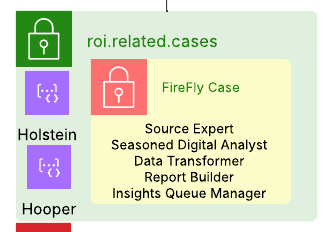 roi.related.cases
FireFly Case
Holstein
Source Expert
Seasoned Digital Analyst
Data Transformer
Report Builder
Insights Queue Manager
Hooper